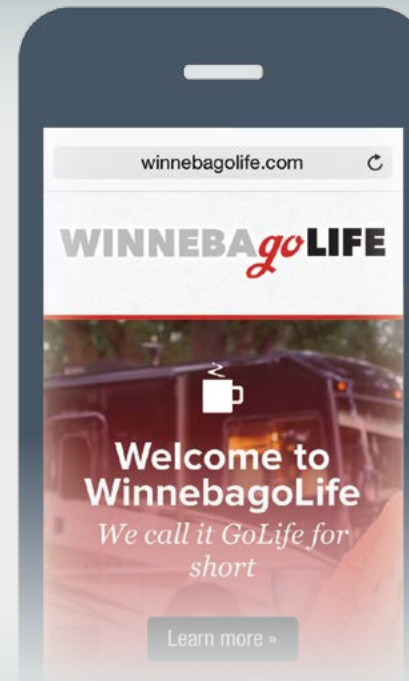 winnebagolife.com
WINNEBAgoLIFE
Welcome to
WinnebagoLife
We call it GoLife for
short
Learn more »